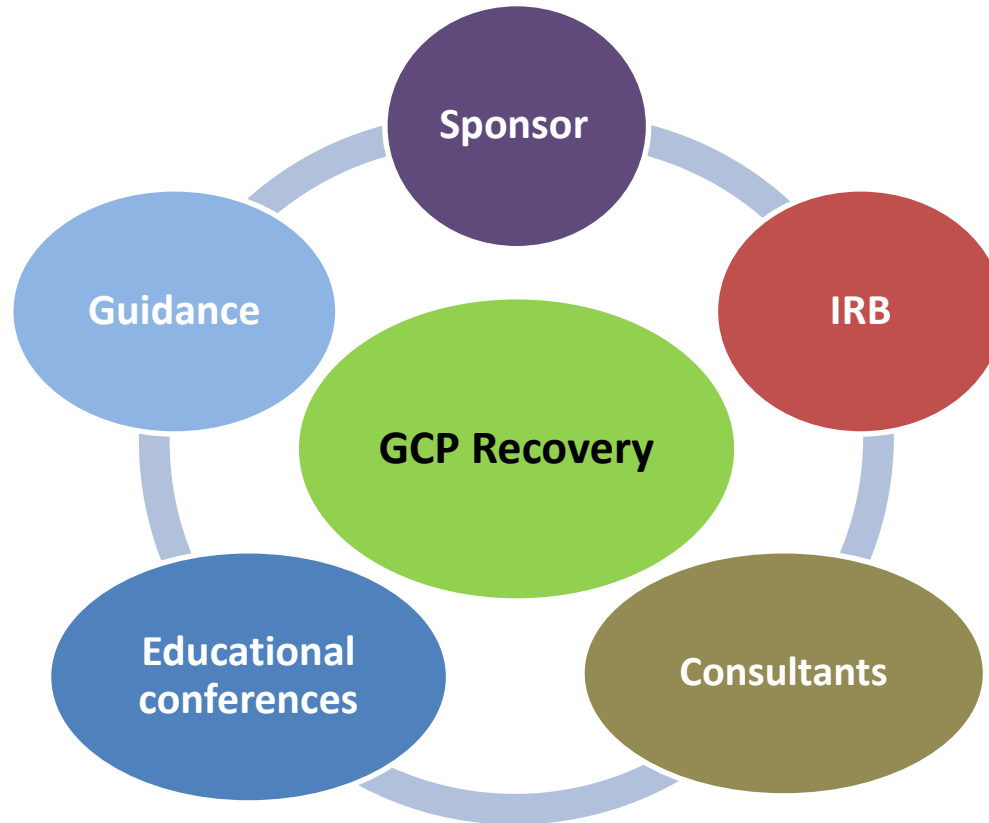 Sponsor
Guidance
IRB
GCP Recovery
Educational
conferences
Consultants